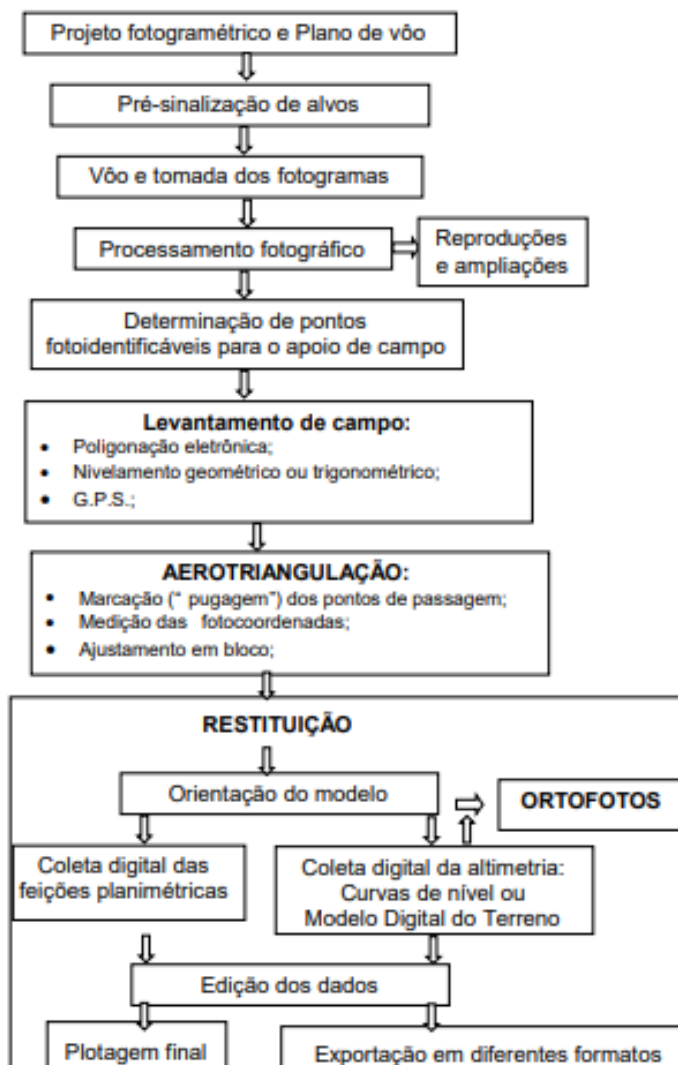 Projeto fotogramétrico e Plano de vôo
Pré-sinalização de alvos
Vôo e tomada dos fotogramas
Processamento fotográfico
Reproduções
e ampliações
Determinação de pontos
fotoidentificáveis para o apoio de campo
Levantamento de campo:
• Poligonação eletrônica;
• Nivelamento geométrico ou trigonométrico;
• G.P.S.;
AEROTRIANGULAÇÃO:
• Marcação (“ pugagem”) dos pontos de passagem;
• Medição das fotocoordenadas;
• Ajustamento em bloco;
RESTITUIÇÃO
Orientação do modelo
ORTOFOTOS
Coleta digital das
feições planimétricas
Coleta digital da altimetria:
Curvas de nível ou
Modelo Digital do Terreno
Edição dos dados
Plotagem final
Exportação em diferentes formatos